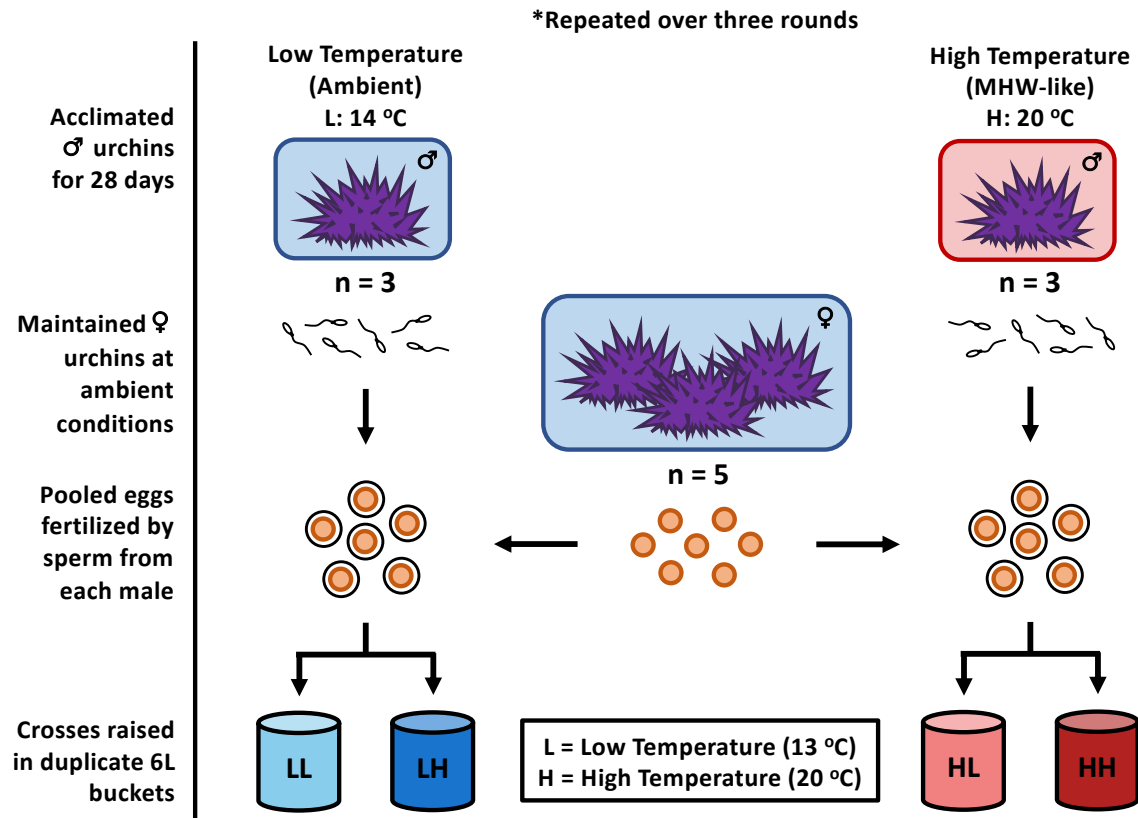 *Repeated over three rounds
Low Temperature
(Ambient)
L: 14 °C
High Temperature
(MHW-like)
H: 20 °C
Acclimated
♂ urchins
for 28 days
♂
♂
n = 3
n = 3
Maintained ♀
urchins at
ambient
conditions
♀
n = 5
Pooled eggs
fertilized by
sperm from
each male
Crosses raised
in duplicate 6L
buckets
LL
LH
L = Low Temperature (13 °C)
H = High Temperature (20 °C)
HL
HH